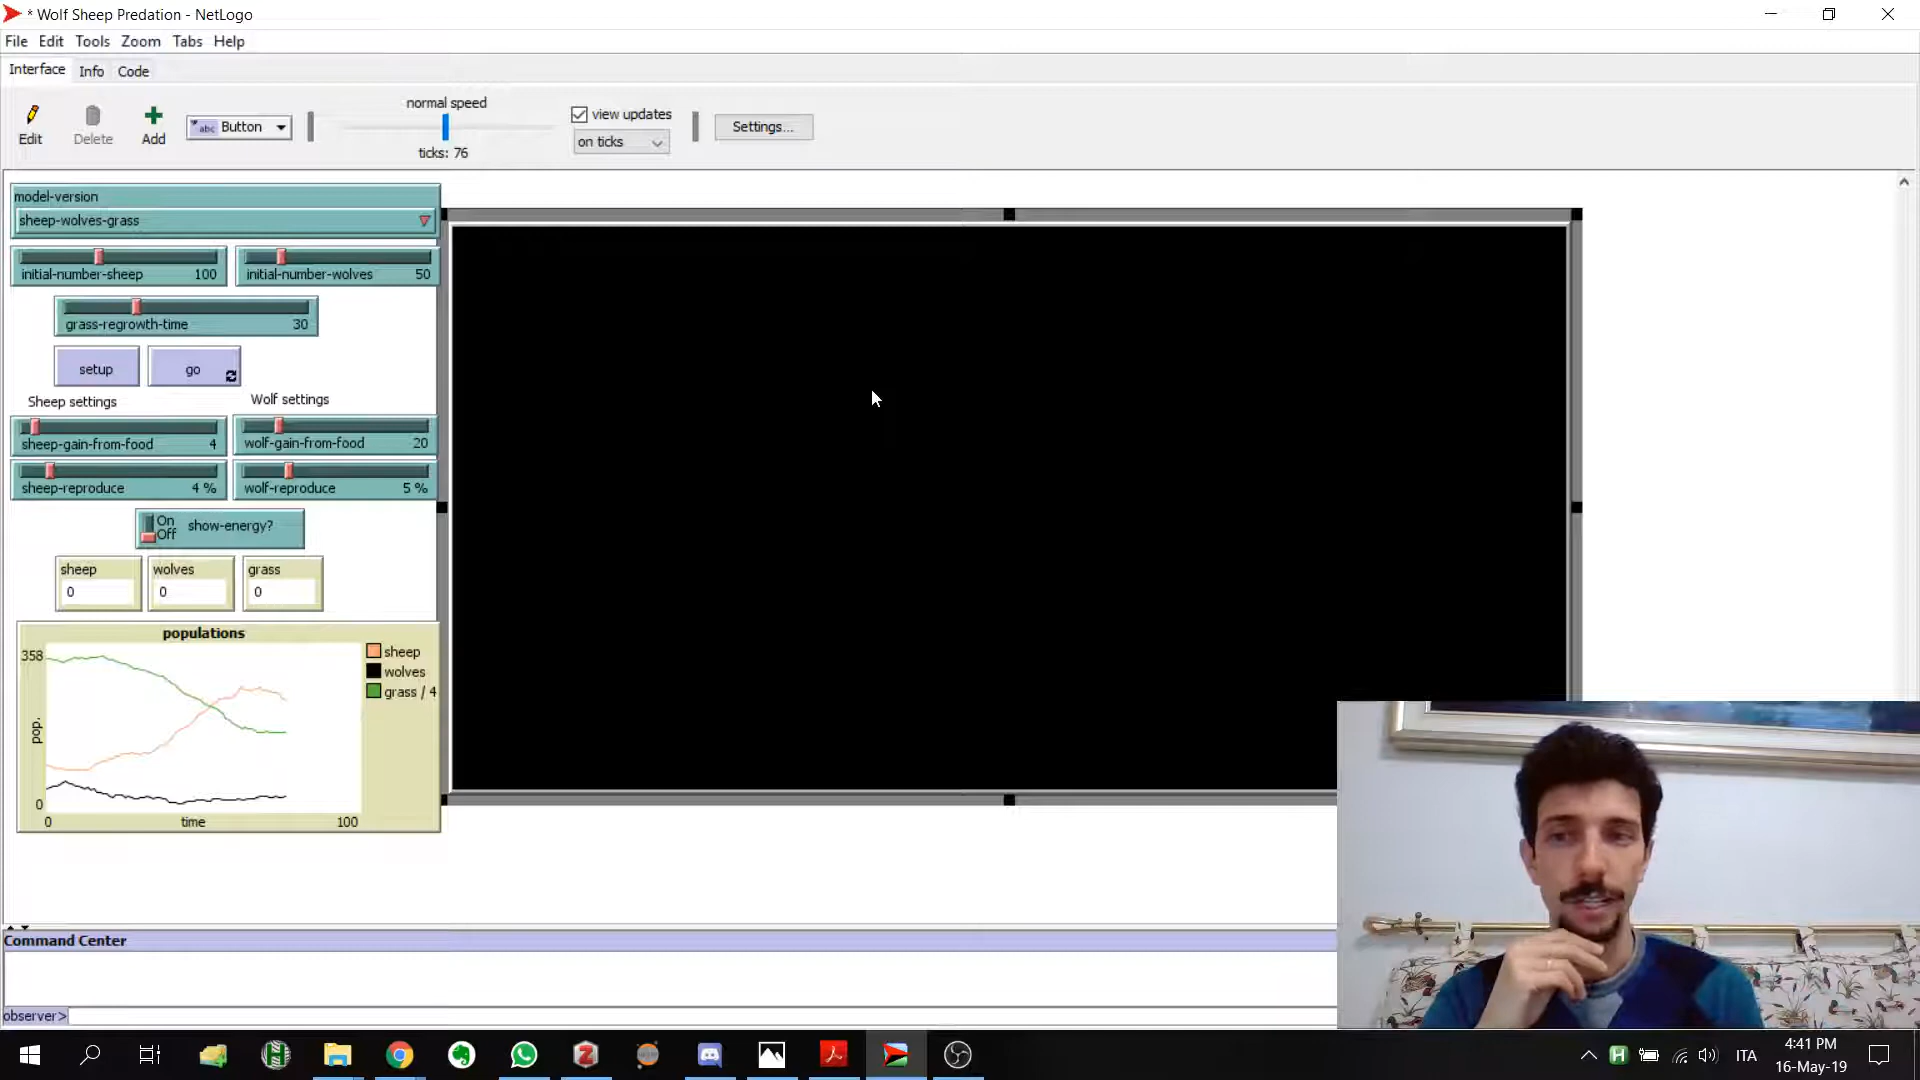 * Wolf Sheep Predation - NetLogo
File Edit Tools Zoom Tabs Help
Interface Info Code
Edit
Delete
Add
abc Button
normal speed
ticks: 76
view updates
on ticks
Settings...
model-version
sheep-wolves-grass
initial-number-sheep 100
initial-number-wolves 50
grass-regrowth-time 30
setup
go
Sheep settings
Wolf settings
sheep-gain-from-food 4
wolf-gain-from-food 20
sheep-reproduce 4 %
wolf-reproduce 5 %
On
Off
show-energy?
sheep
0
wolves
0
grass
0
populations
358
pop.
0
0 time 100
sheep
wolves
grass / 4
Command Center
observer>
ITA
4:41 PM
16-May-19